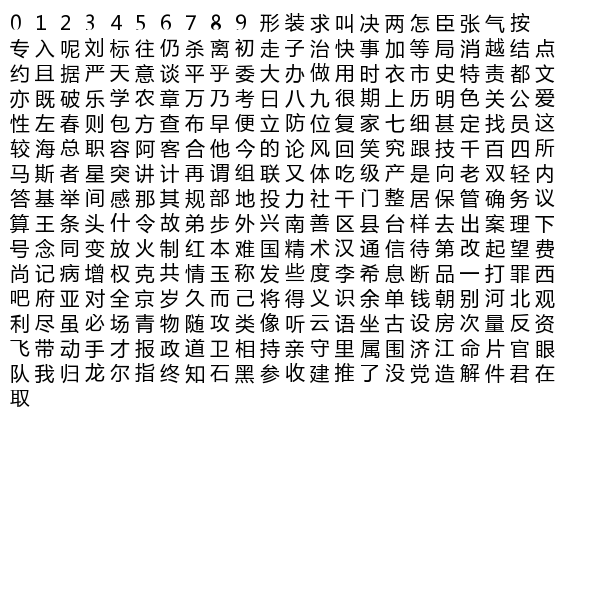 0 1 2 3 4 5 6 7 8 9 形 装 求 叫 决 两 怎 臣 张 气 按
专 入 呢 刘 标 往 仍 杀 离 初 走 子 治 快 事 加 等 局 消 越 结 点
约 且 据 严 天 意 谈 平 乎 委 大 办 做 用 时 衣 市 史 特 责 都 文
亦 既 破 乐 学 农 章 万 乃 考 曰 八 九 很 期 上 历 明 色 关 公 爱
性 左 春 则 包 方 查 布 早 便 立 防 位 复 家 七 细 甚 定 找 员 这
较 海 总 职 容 阿 客 合 他 今 的 论 风 回 笑 究 跟 技 千 百 四 所
马 斯 者 星 突 讲 计 再 谓 组 联 又 体 吃 级 产 是 向 老 双 轻 内
答 基 举 间 感 那 其 规 部 地 投 力 社 干 门 整 居 保 管 确 务 议
算 王 条 头 什 令 故 弟 步 外 兴 南 善 区 县 台 样 去 出 案 理 下
号 念 同 变 放 火 制 红 本 难 国 精 术 汉 通 信 待 第 改 起 望 费
尚 记 病 增 权 克 共 情 玉 称 发 些 度 李 希 息 断 品 一 打 罪 西
吧 府 亚 对 全 京 岁 久 而 己 将 得 义 识 余 单 钱 朝 别 河 北 观
利 尽 虽 必 场 青 物 随 攻 类 像 听 云 语 坐 古 设 房 次 量 反 资
飞 带 动 手 才 报 政 道 卫 相 持 亲 守 里 属 围 济 江 命 片 官 眼
队 我 归 龙 尔 指 终 知 石 黑 参 收 建 推 了 没 党 造 解 件 君 在
取